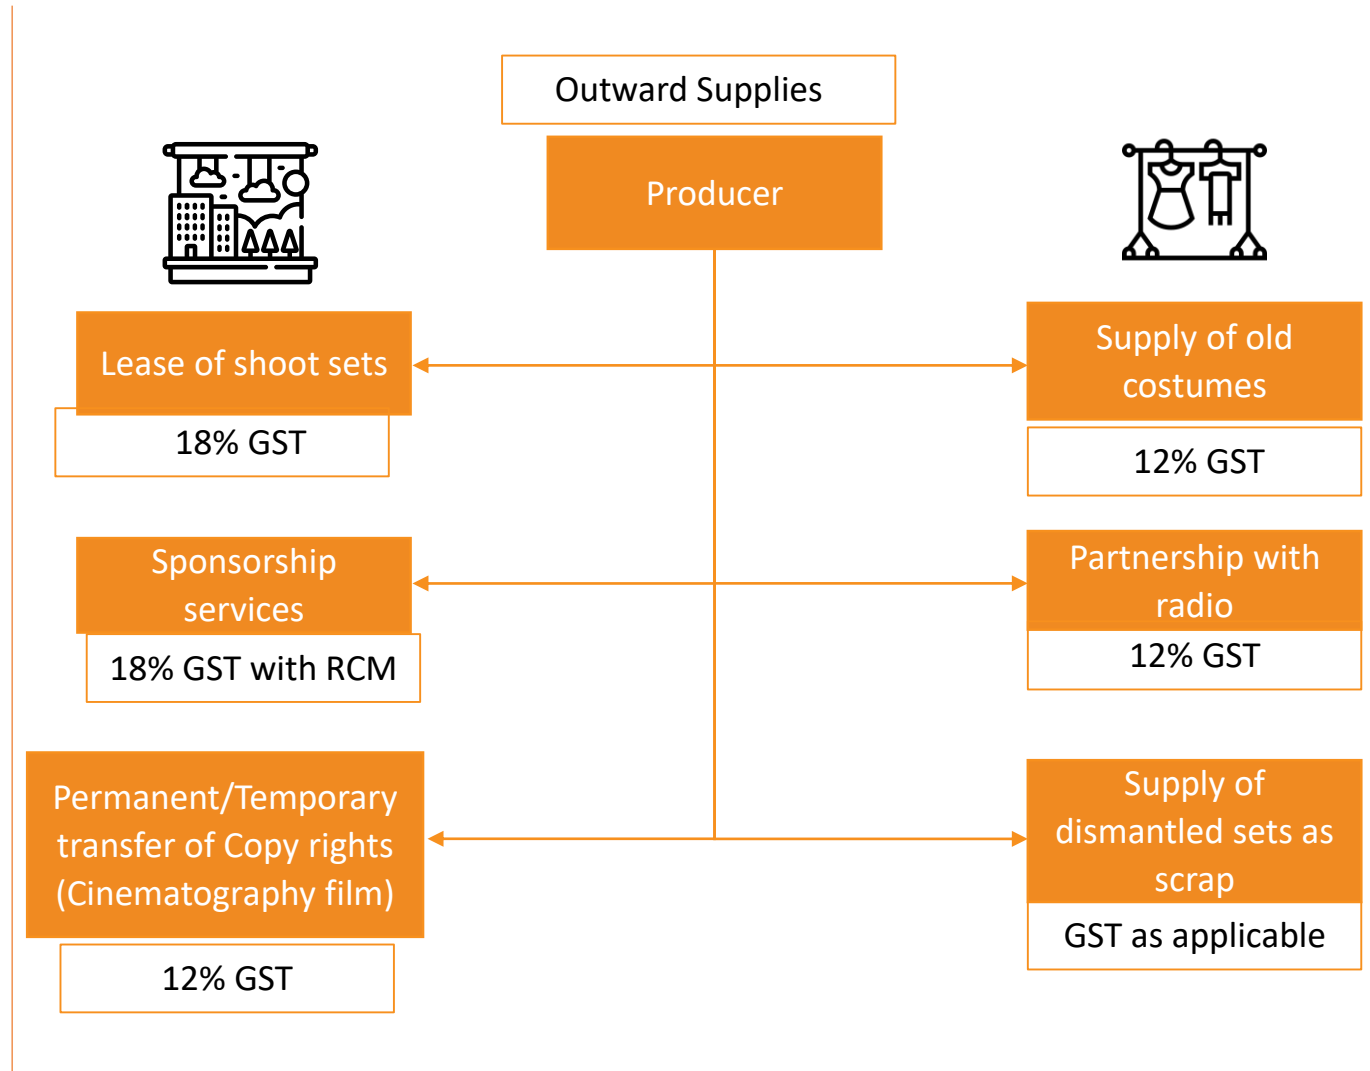 Outward Supplies
Producer
Lease of shoot sets
18% GST
Supply of old
costumes
12% GST
Sponsorship
services
18% GST with RCM
Partnership with
radio
12% GST
Permanent/Temporary
transfer of Copy rights
(Cinematography film)
12% GST
Supply of
dismantled sets as
scrap
GST as applicable